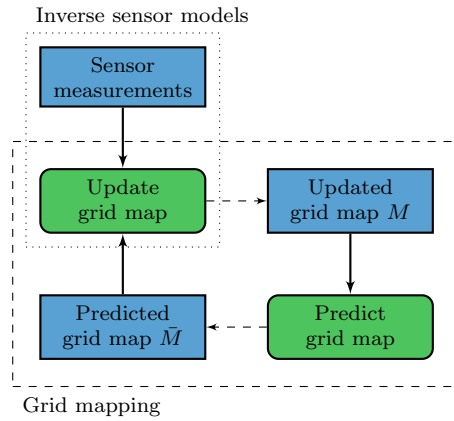 Inverse sensor models
Sensor
measurements
Update
grid map
Updated
grid map M
Predicted
grid map M̄
Predict
grid map
Grid mapping